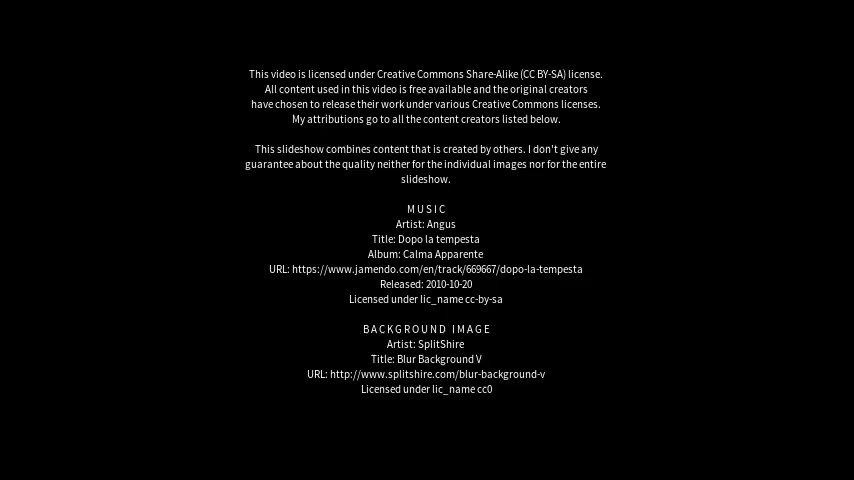 This video is licensed under Creative Commons Share-Alike (CC BY-SA) license.
All content used in this video is free available and the original creators
have chosen to release their work under various Creative Commons licenses.
My attributions go to all the content creators listed below.
This slideshow combines content that is created by others. I don't give any
guarantee about the quality neither for the individual images nor for the entire
slideshow.
MUSIC
Artist: Angus
Title: Dopo la tempesta
Album: Calma Apparente
URL: https://www.jamendo.com/en/track/669667/dopo-la-tempesta
Released: 2010-10-20
Licensed under lic_name cc-by-sa
BACKGROUND IMAGE
Artist: SplitShire
Title: Blur Background V
URL: http://www.splitshire.com/blur-background-v
Licensed under lic_name cc0